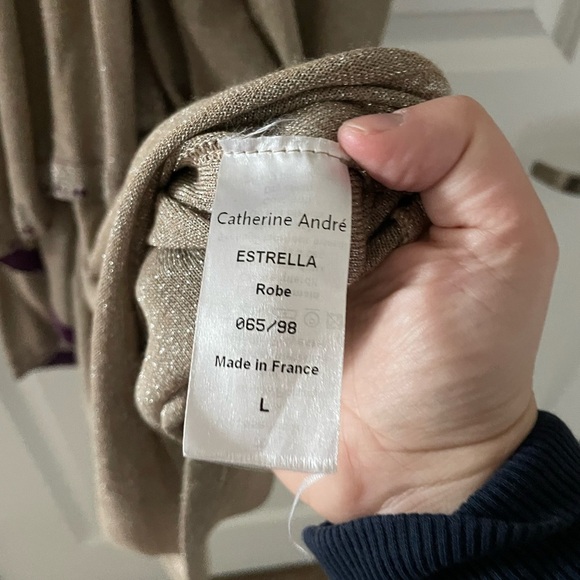 Catherine André
ESTRELLA
Robe
065/98
Made in France
L